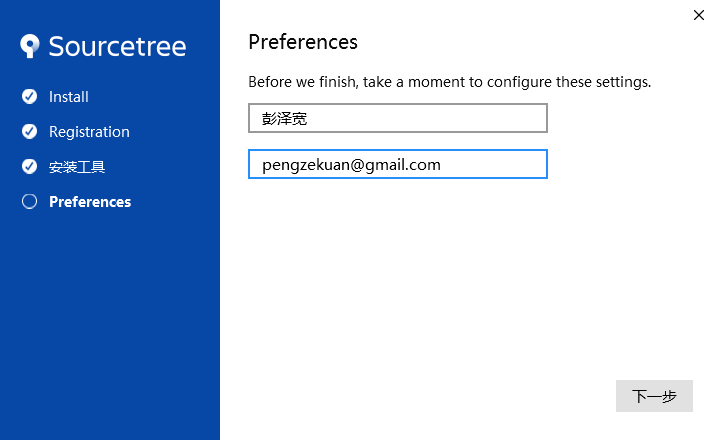 Sourcetree
Install
Registration
安装工具
Preferences
Preferences
Before we finish, take a moment to configure these settings.
彭泽宽
pengzekuan@gmail.com
下一步